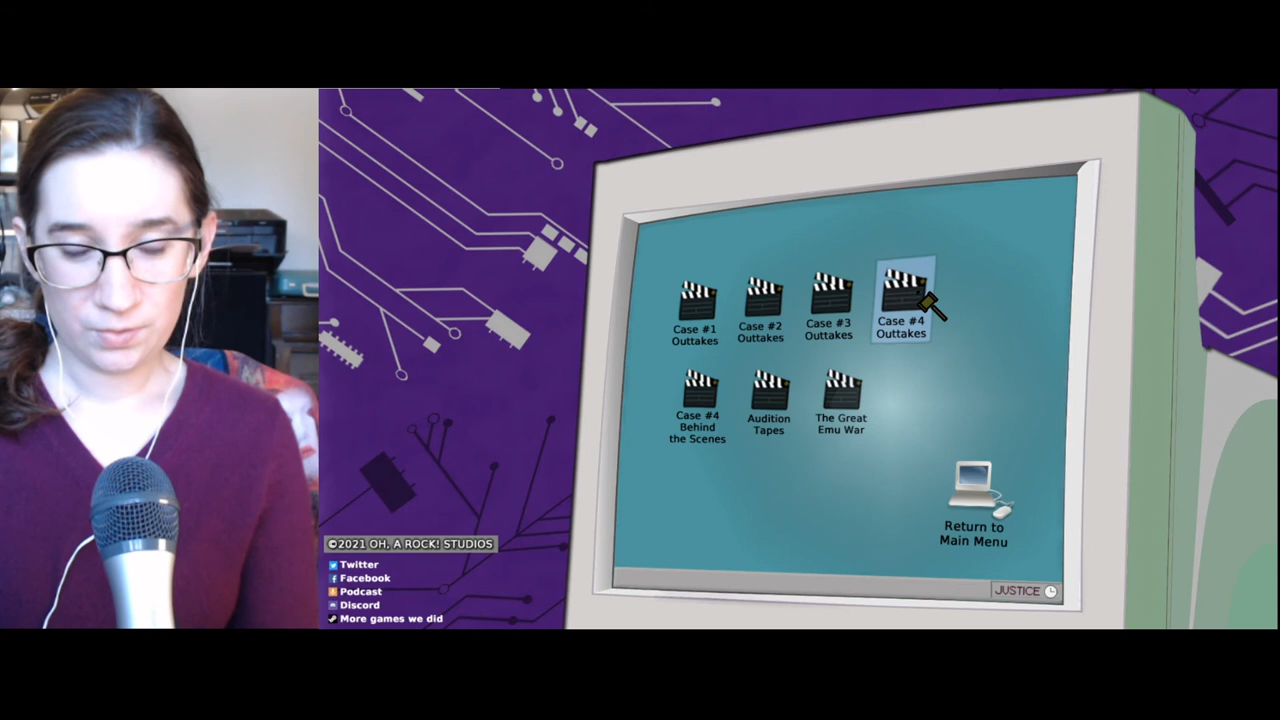 Case #1
Outtakes
Case #2
Outtakes
Case #3
Outtakes
Case #4
Outtakes
Case #4
Behind
the Scenes
Audition
Tapes
The Great
Emu War
Return to
Main Menu
JUSTICE
©2021 OH, A ROCK! STUDIOS
Twitter
Facebook
Podcast
Discord
More games we did